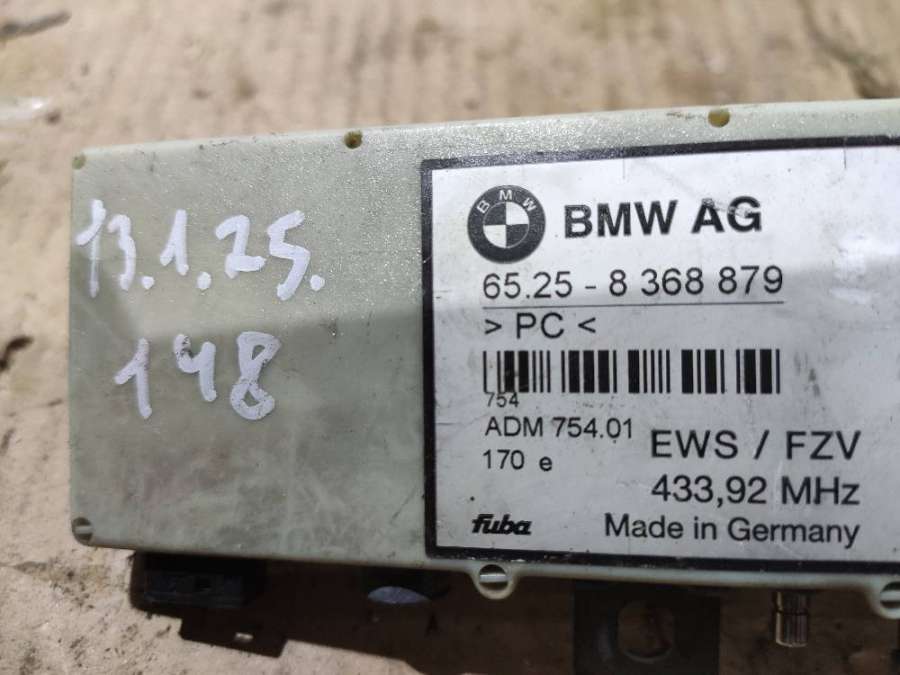 13.1.25.
148
BMW
BMW AG
65.25 - 8 368 879
> PC <
754
ADM 754.01
170 e
EWS / FZV
433,92 MHz
fuba
Made in Germany